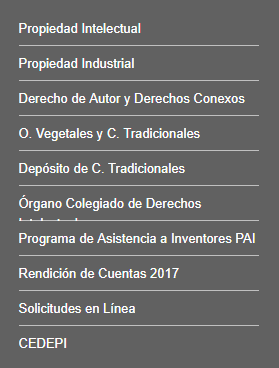 Propiedad Intelectual
Propiedad Industrial
Derecho de Autor y Derechos Conexos
O. Vegetales y C. Tradicionales
Depósito de C. Tradicionales
Órgano Colegiado de Derechos
Programa de Asistencia a Inventores PAI
Rendición de Cuentas 2017
Solicitudes en Línea
CEDEPI